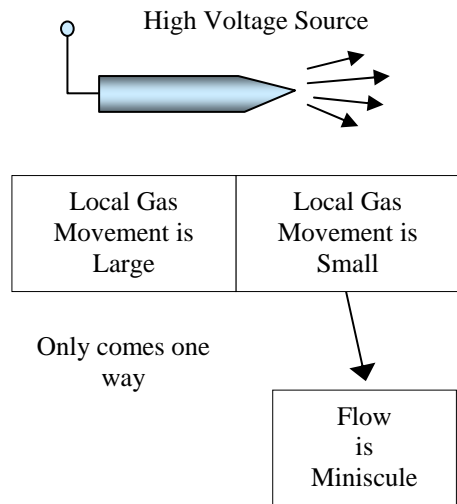 High Voltage Source
Local Gas
Movement is
Large
Local Gas
Movement is
Small
Only comes one
way
Flow
is
Miniscule